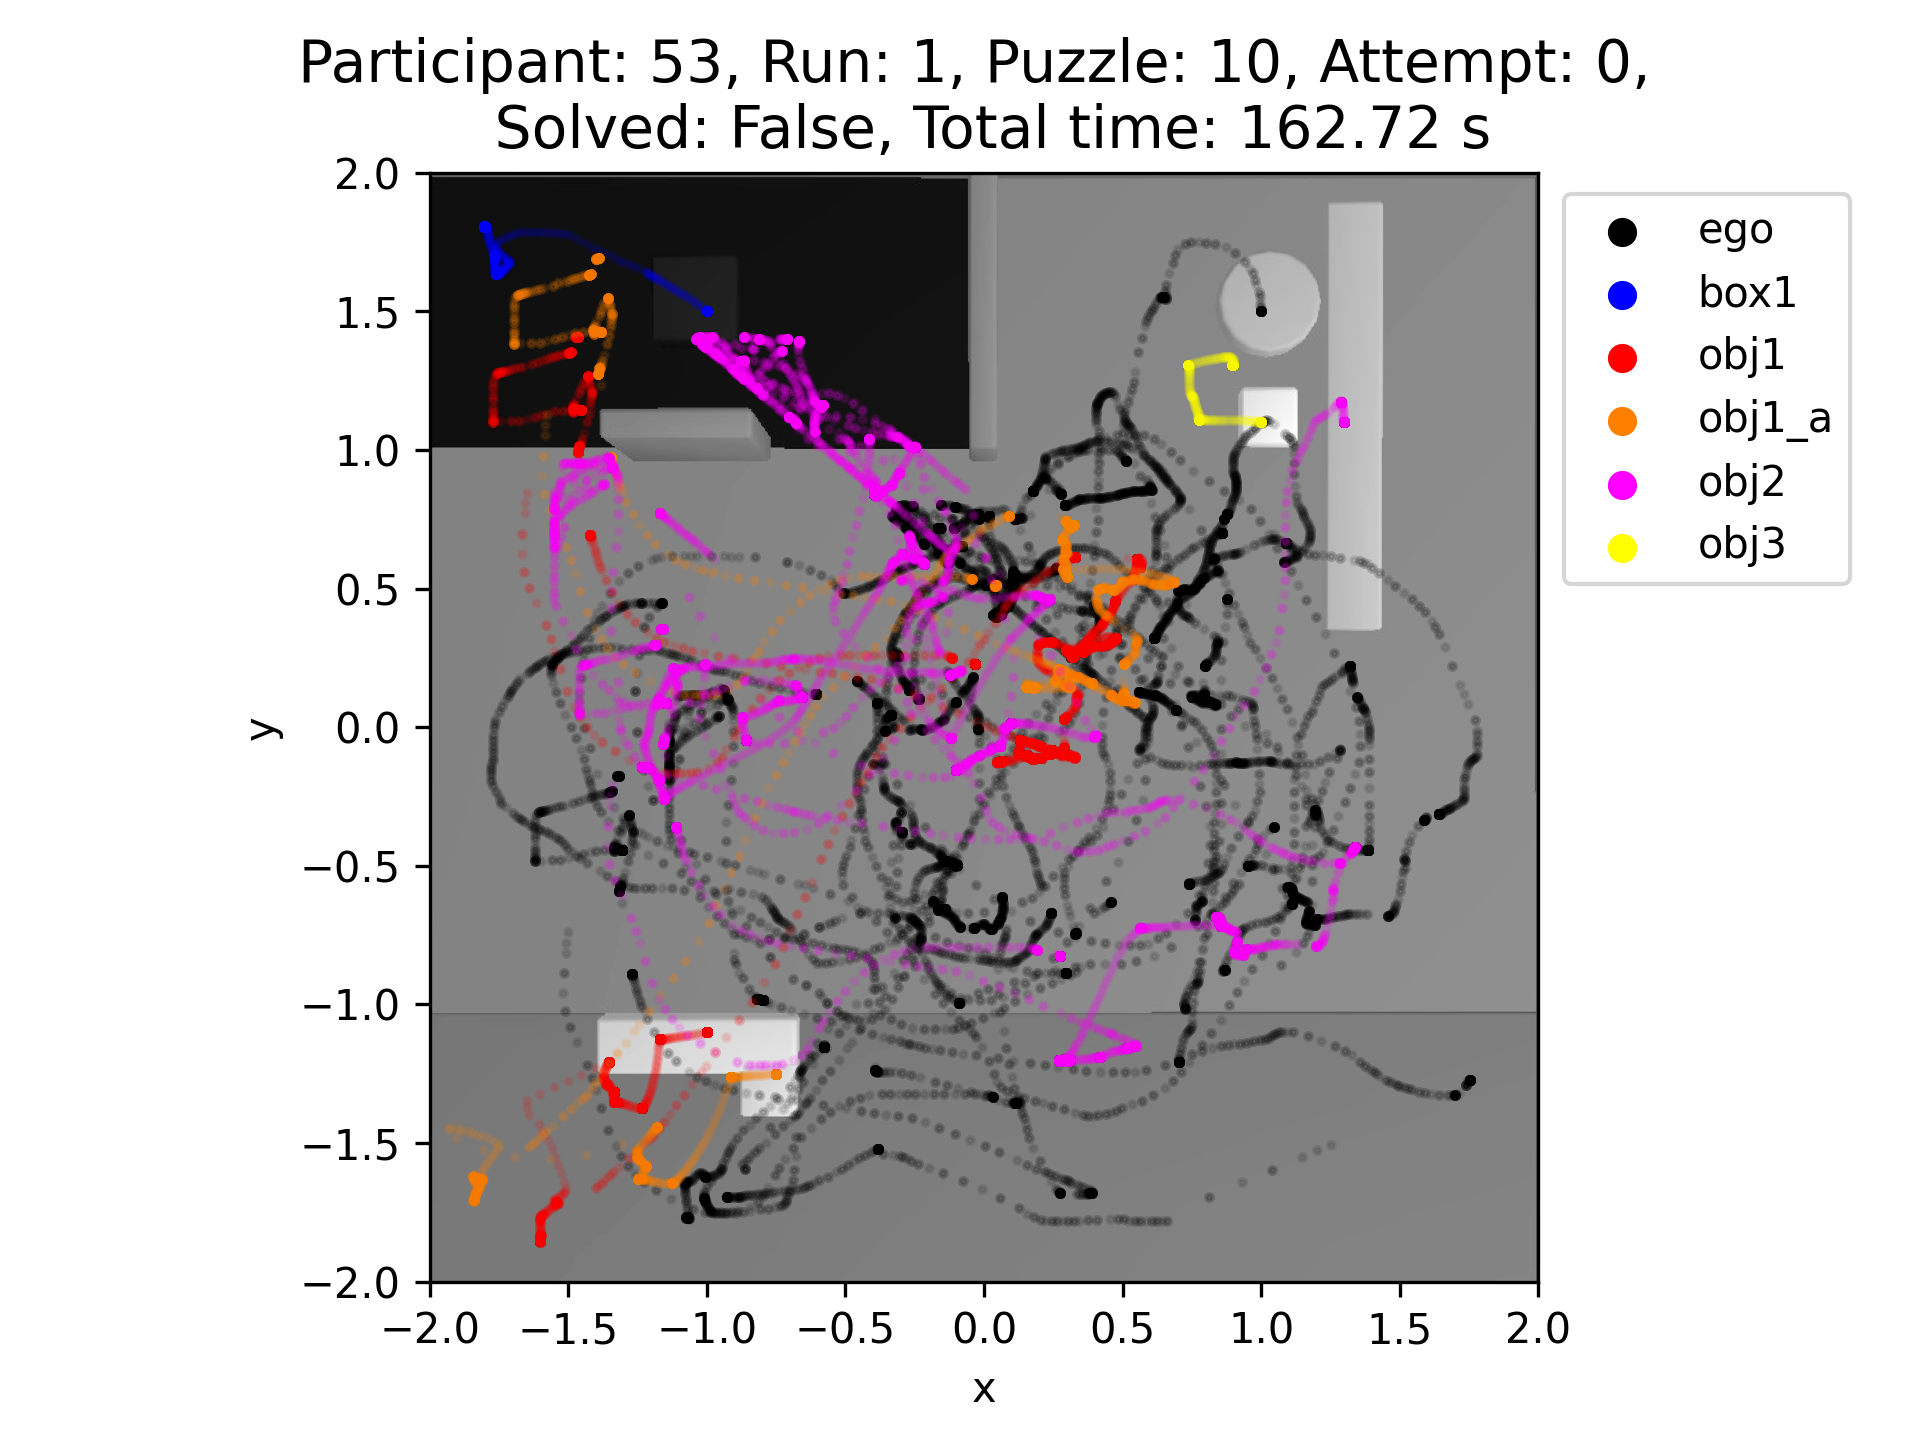 Participant: 53, Run: 1, Puzzle: 10, Attempt: 0,
Solved: False, Total time: 162.72 s
2.0
1.5
1.0
0.5
0.0
−0.5
−1.0
−1.5
−2.0
y
−2.0 −1.5 −1.0 −0.5 0.0 0.5 1.0 1.5 2.0
x
ego
box1
obj1
obj1_a
obj2
obj3